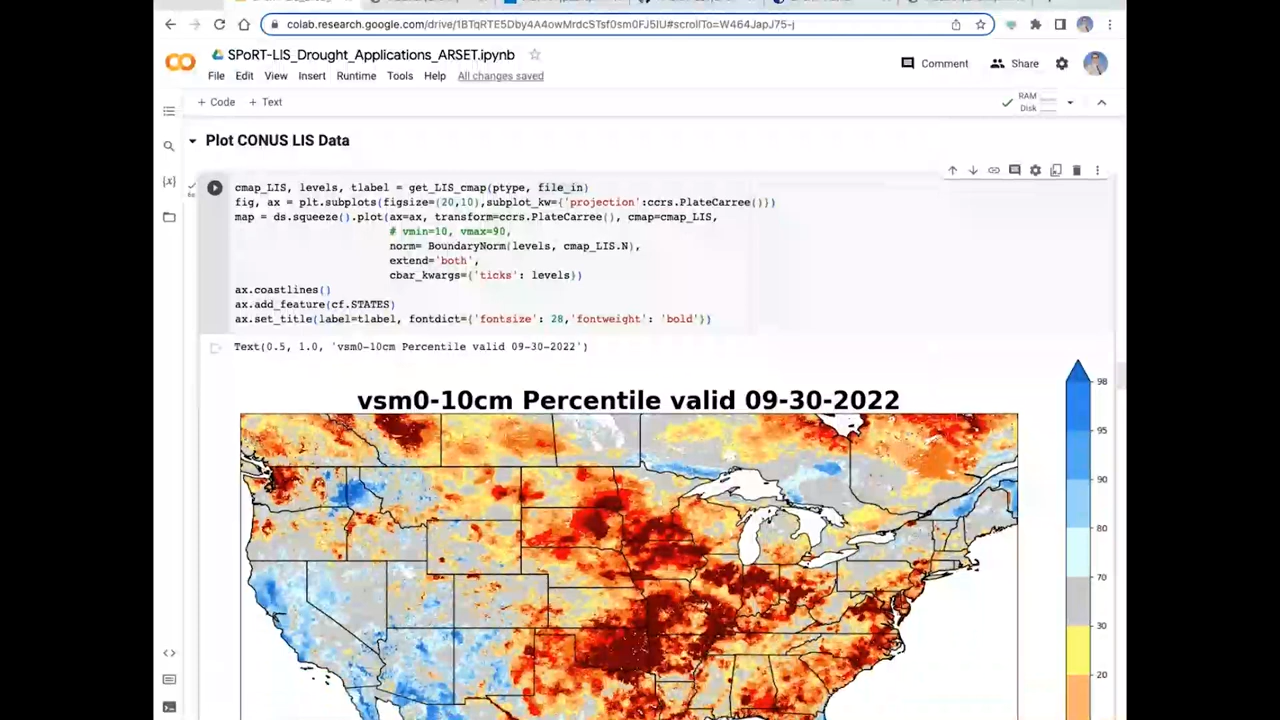 colab.research.google.com/drive/1BTqRTE5Dby4A4owMrdcSTsf0sm0FJ5IU#scrollTo=W464JapJ75-j
SPoRT-LIS_Drought_Applications_ARSET.ipynb
Comment
Share
File Edit View Insert Runtime Tools Help All changes saved
+ Code + Text
RAM
Disk
Plot CONUS LIS Data
cmap_LIS, levels, tlabel = get_LIS_cmap(ptype, file_in)
fig, ax = plt.subplots(figsize=(20,10),subplot_kw={'projection':ccrs.PlateCarree()})
map = ds.squeeze().plot(ax=ax, transform=ccrs.PlateCarree(), cmap=cmap_LIS,
# vmin=10, vmax=90,
norm= BoundaryNorm(levels, cmap_LIS.N),
extend='both',
cbar_kwargs={'ticks': levels})
ax.coastlines()
ax.add_feature(cf.STATES)
ax.set_title(label=tlabel, fontdict={'fontsize': 28,'fontweight': 'bold'})
Text(0.5, 1.0, 'vsm0-10cm Percentile valid 09-30-2022')
vsm0-10cm Percentile valid 09-30-2022
98
95
90
80
70
30
20